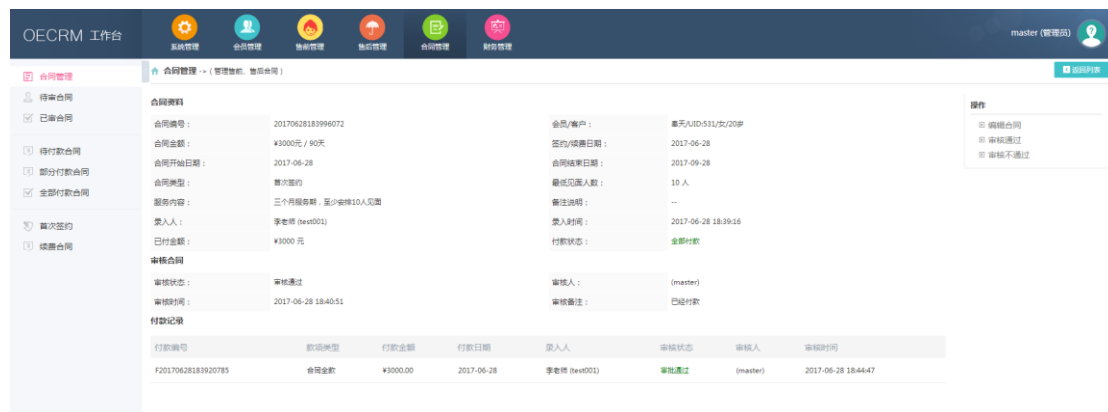 OECRM 工作台
系统管理 会员管理 售前管理 售后管理 合同管理 财务管理
master (管理员)
合同管理
待审合同
已审合同
待付款合同
部分付款合同
全部付款合同
首次签约
续费合同
合同管理 -> ( 管理售前、售后合同 )
返回列表
合同资料
合同编号： 20170628183996072 会员/客户： 奉天/UID:531/女/20岁
合同金额： ¥3000元 / 90天 签约/续费日期： 2017-06-28
合同开始日期： 2017-06-28 合同结束日期： 2017-09-28
合同类型： 首次签约 最低见面人数： 10 人
服务内容： 三个月服务期，至少安排10人见面 备注说明： --
录入人： 李老师 (test001) 录入时间： 2017-06-28 18:39:16
已付金额： ¥3000 元 付款状态： 全部付款
审核合同
审核状态： 审核通过 审核人： (master)
审核时间： 2017-06-28 18:40:51 审核备注： 已经付款
付款记录
付款编号 款项类型 付款金额 付款日期 录入人 审核状态 审核人 审核时间
F20170628183920785 合同全款 ¥3000.00 2017-06-28 李老师 (test001) 审批通过 (master) 2017-06-28 18:44:47
操作
编辑合同
审核通过
审核不通过